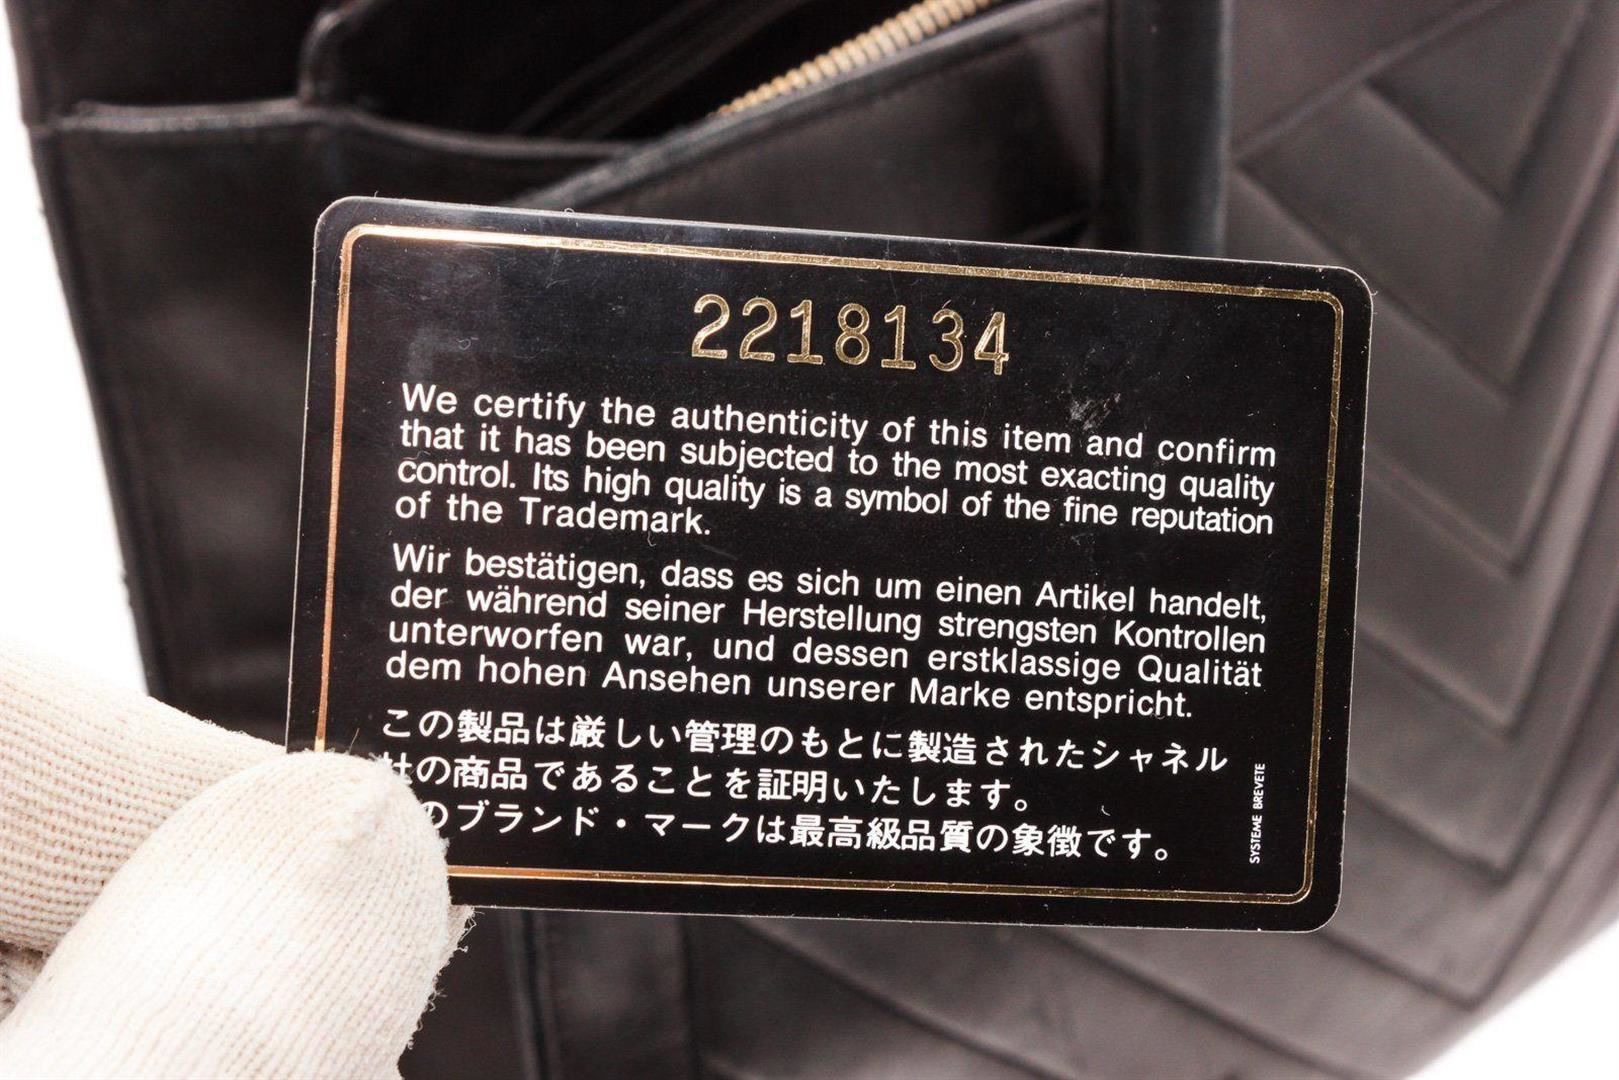 2218134
We certify the authenticity of this item and confirm
that it has been subjected to the most exacting quality
control. Its high quality is a symbol of the fine reputation
of the Trademark.
Wir bestätigen, dass es sich um einen Artikel handelt,
der während seiner Herstellung strengsten Kontrollen
unterworfen war, und dessen erstklassige Qualität
dem hohen Ansehen unserer Marke entspricht.
この製品は厳しい管理のもとに製造されたシャネル
の商品であることを証明いたします。
のブランド・マークは最高級品質の象徴です。
SYSTEME BREVETE